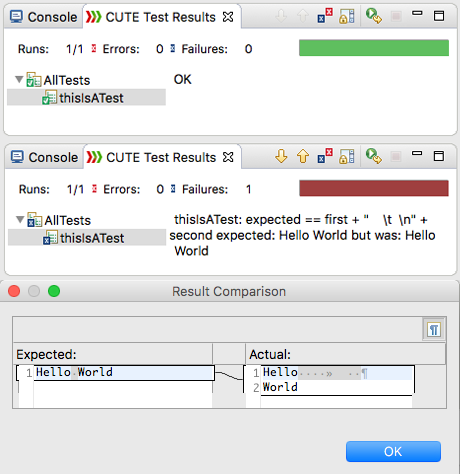 Console CUTE Test Results
Runs: 1/1 Errors: 0 Failures: 0
AllTests OK
thisIsATest
Console CUTE Test Results
Runs: 1/1 Errors: 0 Failures: 1
AllTests thisIsATest: expected == first + "    \t  \n" +
thisIsATest second expected: Hello World but was: Hello
World
Result Comparison
¶
Expected: Actual:
1 Hello·World 1 Hello····»··¶
2 World
OK